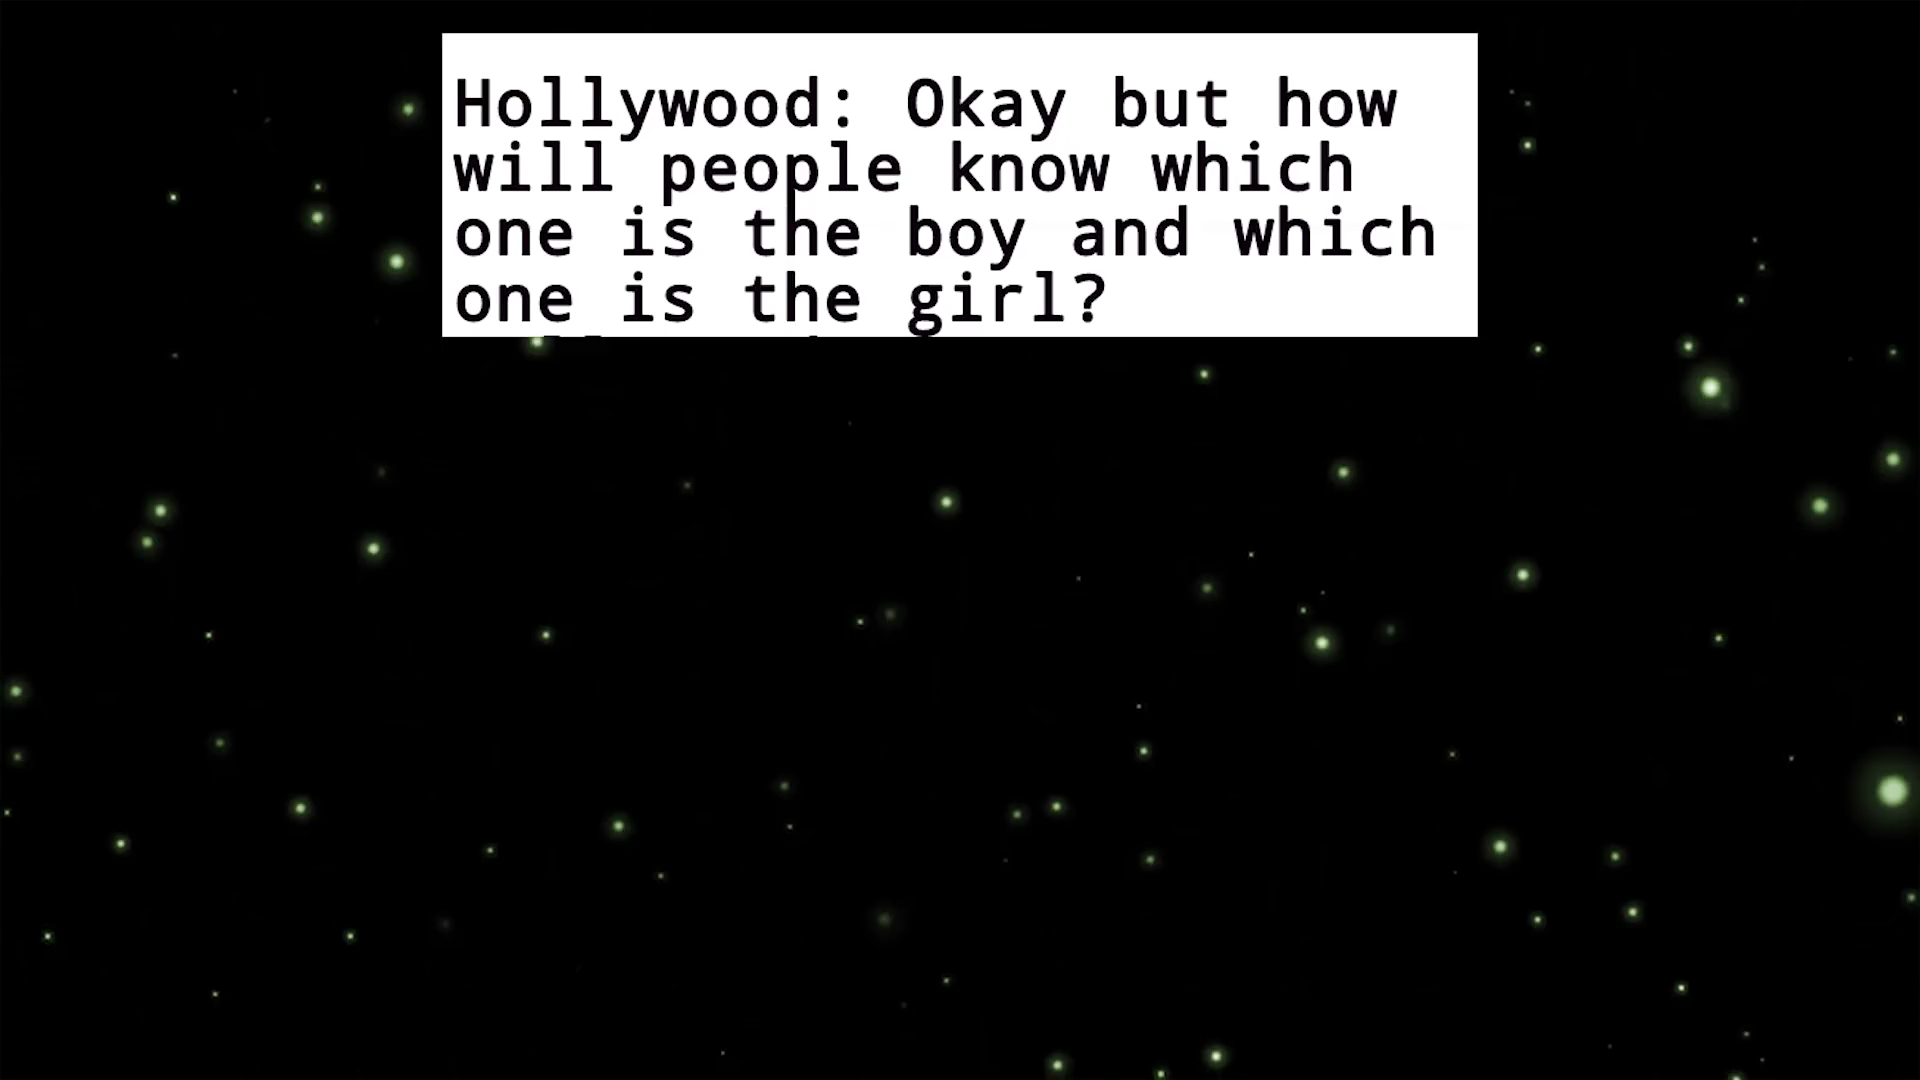 Hollywood: Okay but how
will people know which
one is the boy and which
one is the girl?